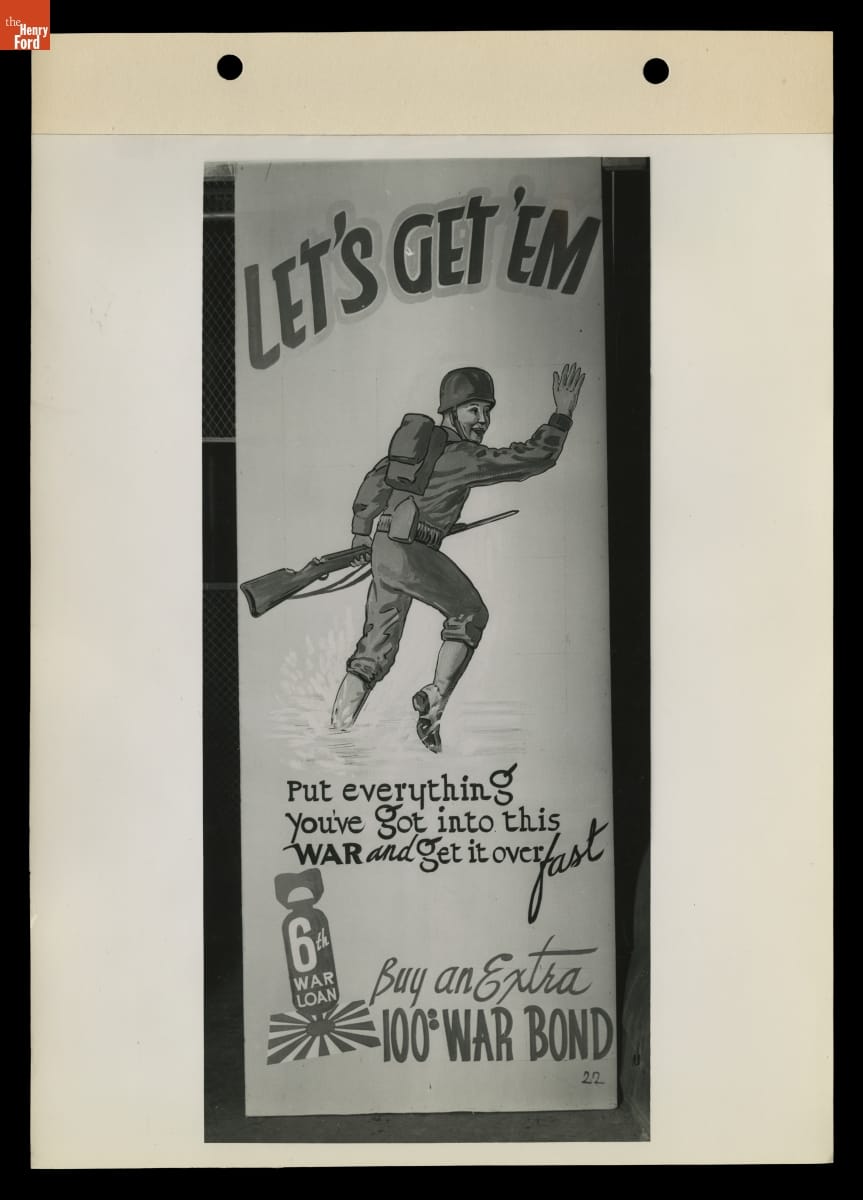 the
Henry
Ford
LET'S GET 'EM
Put everything
you've got into this
WAR and get it over fast
6th
WAR
LOAN
Buy an Extra
100.00 WAR BOND
22